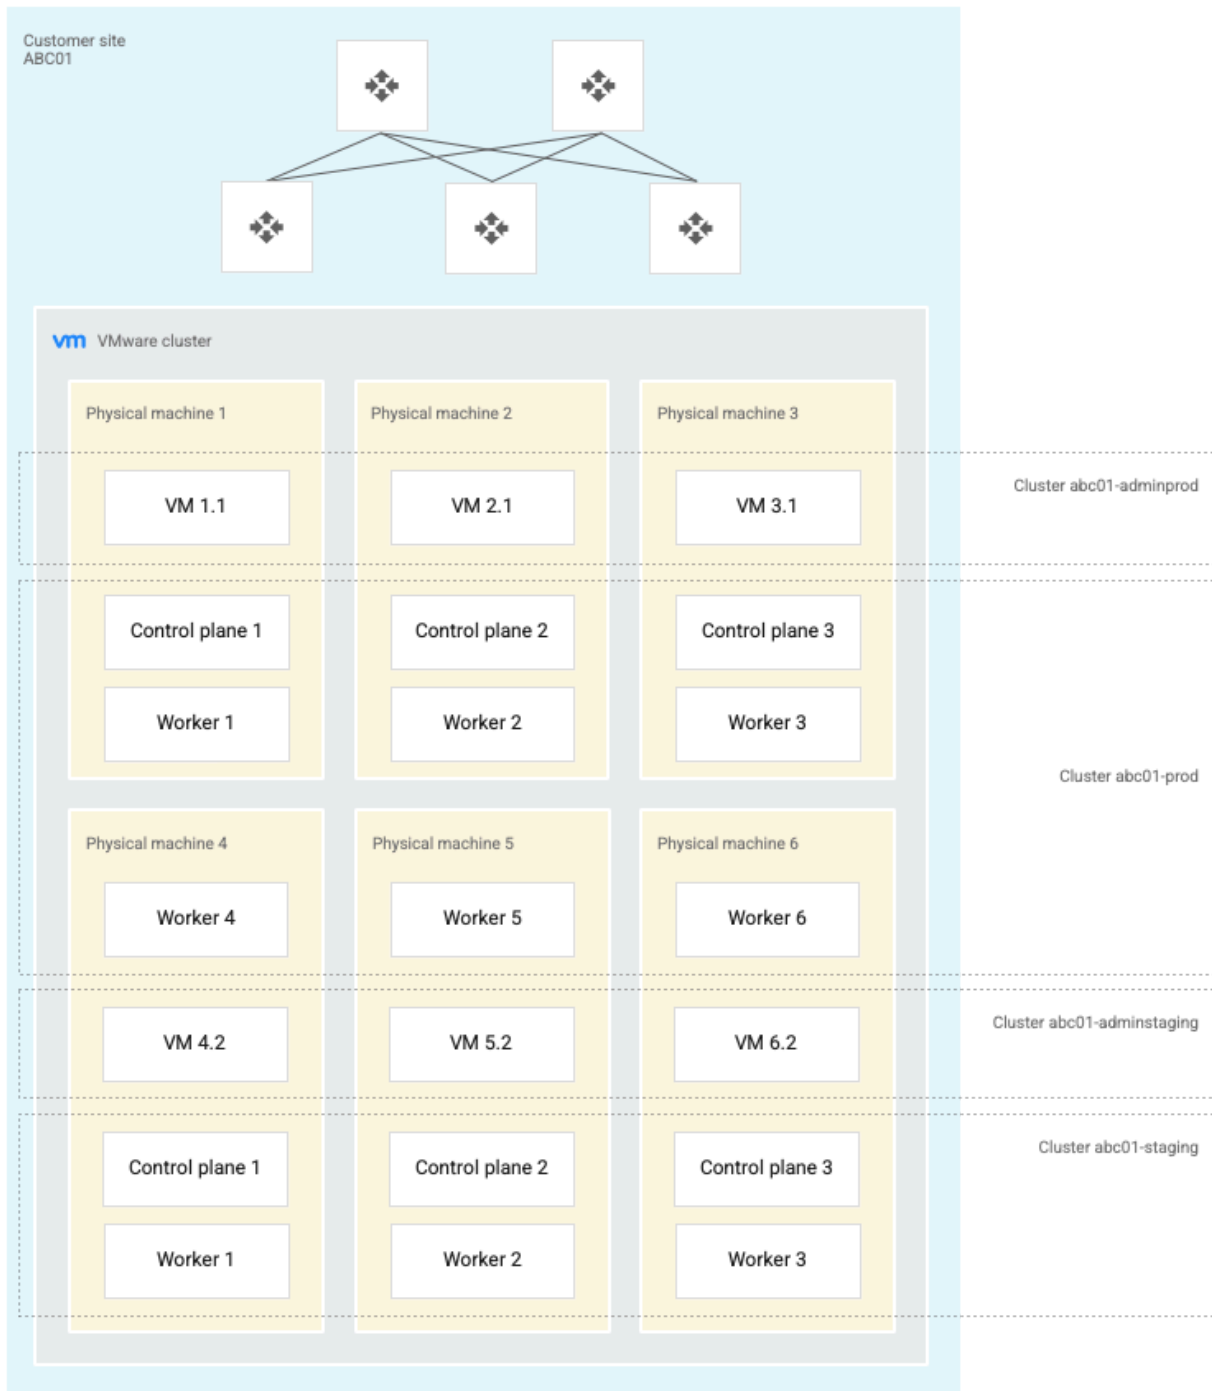 Customer site
ABC01
vm VMware cluster
Physical machine 1
Physical machine 2
Physical machine 3
Cluster abc01-adminprod
VM 1.1
VM 2.1
VM 3.1
Control plane 1
Control plane 2
Control plane 3
Worker 1
Worker 2
Worker 3
Cluster abc01-prod
Physical machine 4
Physical machine 5
Physical machine 6
Worker 4
Worker 5
Worker 6
Cluster abc01-adminstaging
VM 4.2
VM 5.2
VM 6.2
Cluster abc01-staging
Control plane 1
Control plane 2
Control plane 3
Worker 1
Worker 2
Worker 3